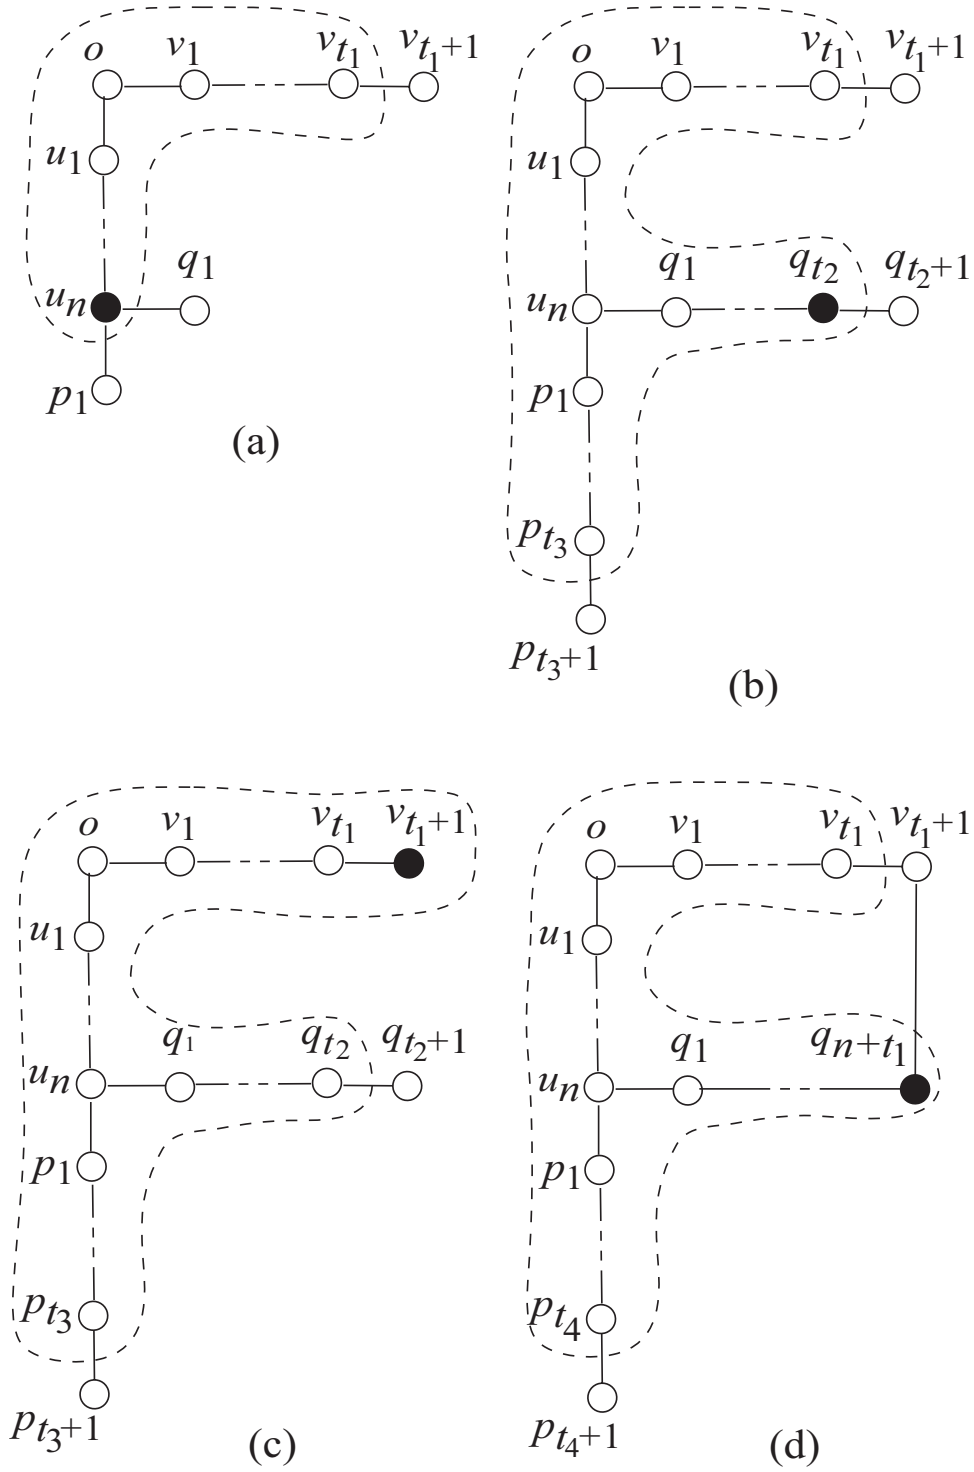 o v₁ vₜ₁ vₜ₁₊₁
u₁
uₙ q₁
p₁
(a)
o v₁ vₜ₁ vₜ₁₊₁
u₁
uₙ q₁ qₜ₂ qₜ₂₊₁
p₁
pₜ₃
pₜ₃₊₁
(b)
o v₁ vₜ₁ vₜ₁₊₁
u₁
uₙ q₁ qₜ₂ qₜ₂₊₁
p₁
pₜ₃
pₜ₃₊₁
(c)
o v₁ vₜ₁ vₜ₁₊₁
u₁
uₙ q₁ qₙ₊ₜ₁
p₁
pₜ₄
pₜ₄₊₁
(d)